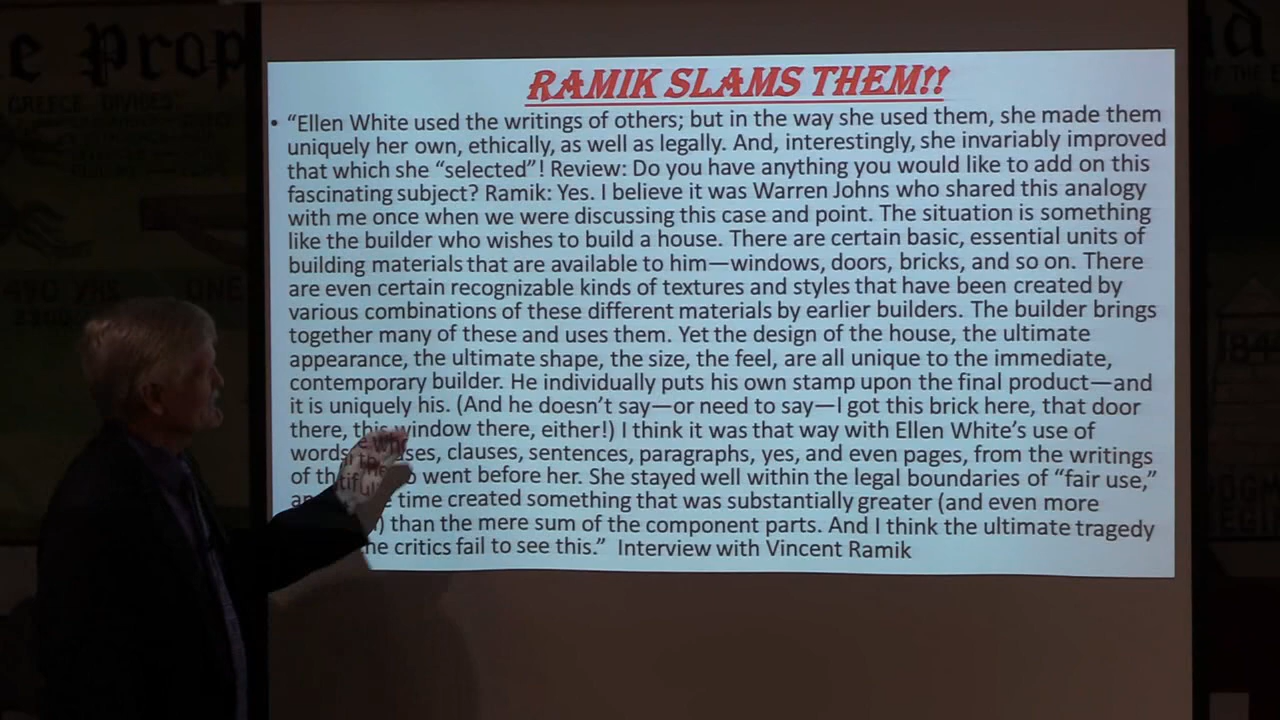 e Prop
GREECE DIVIDES
RAMIK SLAMS THEM!!
• “Ellen White used the writings of others; but in the way she used them, she made them
uniquely her own, ethically, as well as legally. And, interestingly, she invariably improved
that which she “selected”! Review: Do you have anything you would like to add on this
fascinating subject? Ramik: Yes. I believe it was Warren Johns who shared this analogy
with me once when we were discussing this case and point. The situation is something
like the builder who wishes to build a house. There are certain basic, essential units of
building materials that are available to him—windows, doors, bricks, and so on. There
are even certain recognizable kinds of textures and styles that have been created by
various combinations of these different materials by earlier builders. The builder brings
together many of these and uses them. Yet the design of the house, the ultimate
appearance, the ultimate shape, the size, the feel, are all unique to the immediate,
contemporary builder. He individually puts his own stamp upon the final product—and
it is uniquely his. (And he doesn’t say—or need to say—I got this brick here, that door
there, this window there, either!) I think it was that way with Ellen White’s use of
words ses, clauses, sentences, paragraphs, yes, and even pages, from the writings
of th o went before her. She stayed well within the legal boundaries of “fair use,”
time created something that was substantially greater (and even more
) than the mere sum of the component parts. And I think the ultimate tragedy
he critics fail to see this.” Interview with Vincent Ramik